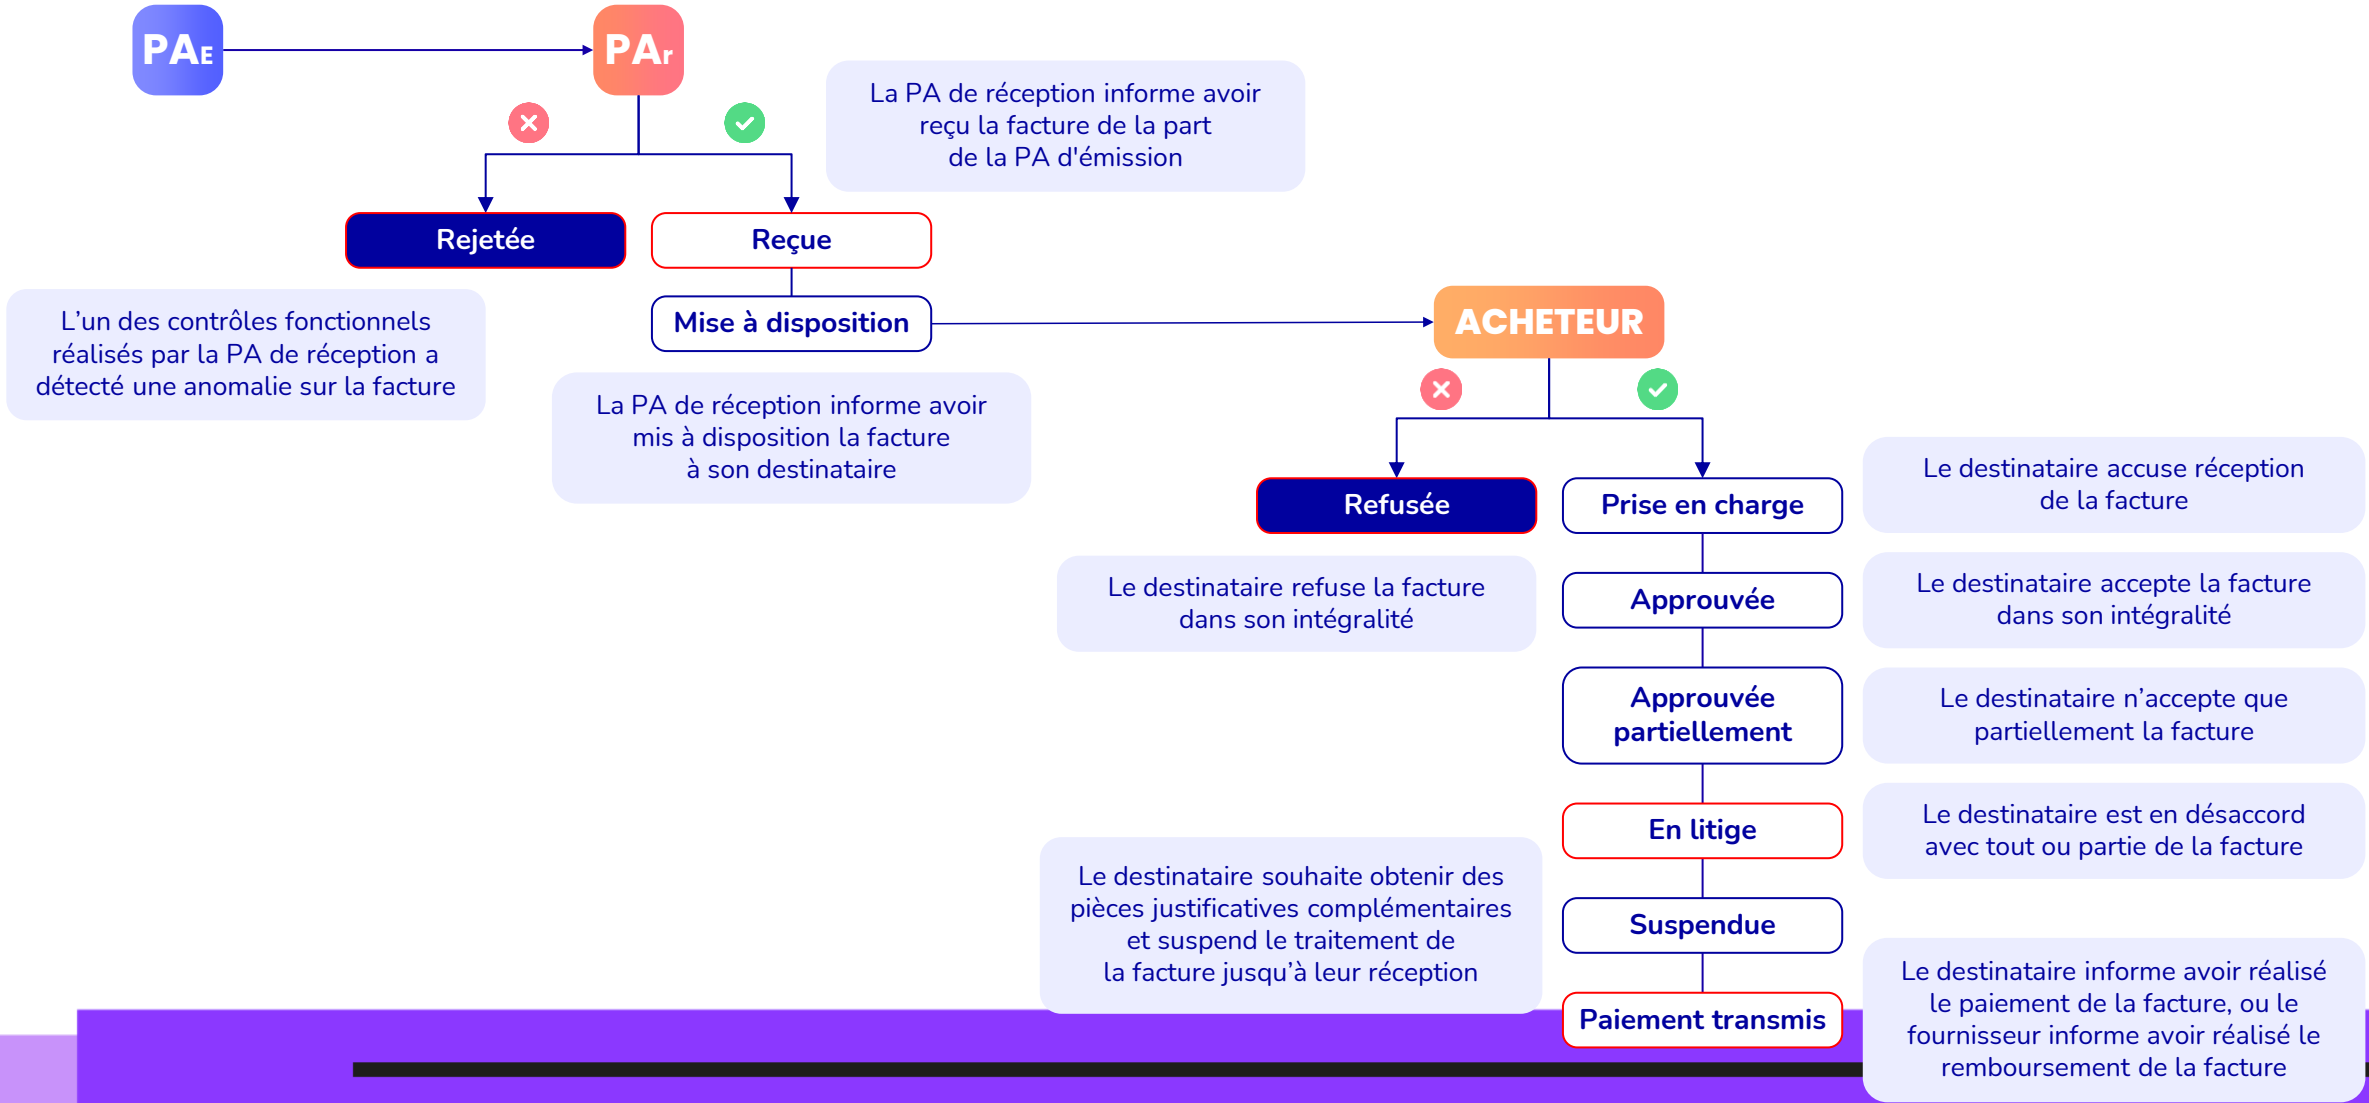 PAE
PAr
La PA de réception informe avoir
reçu la facture de la part
de la PA d'émission
Rejetée
Reçue
L’un des contrôles fonctionnels
réalisés par la PA de réception a
détecté une anomalie sur la facture
Mise à disposition
La PA de réception informe avoir
mis à disposition la facture
à son destinataire
ACHETEUR
Refusée
Prise en charge
Le destinataire accuse réception
de la facture
Le destinataire refuse la facture
dans son intégralité
Approuvée
Le destinataire accepte la facture
dans son intégralité
Approuvée
partiellement
Le destinataire n’accepte que
partiellement la facture
En litige
Le destinataire est en désaccord
avec tout ou partie de la facture
Le destinataire souhaite obtenir des
pièces justificatives complémentaires
et suspend le traitement de
la facture jusqu’à leur réception
Suspendue
Paiement transmis
Le destinataire informe avoir réalisé
le paiement de la facture, ou le
fournisseur informe avoir réalisé le
remboursement de la facture